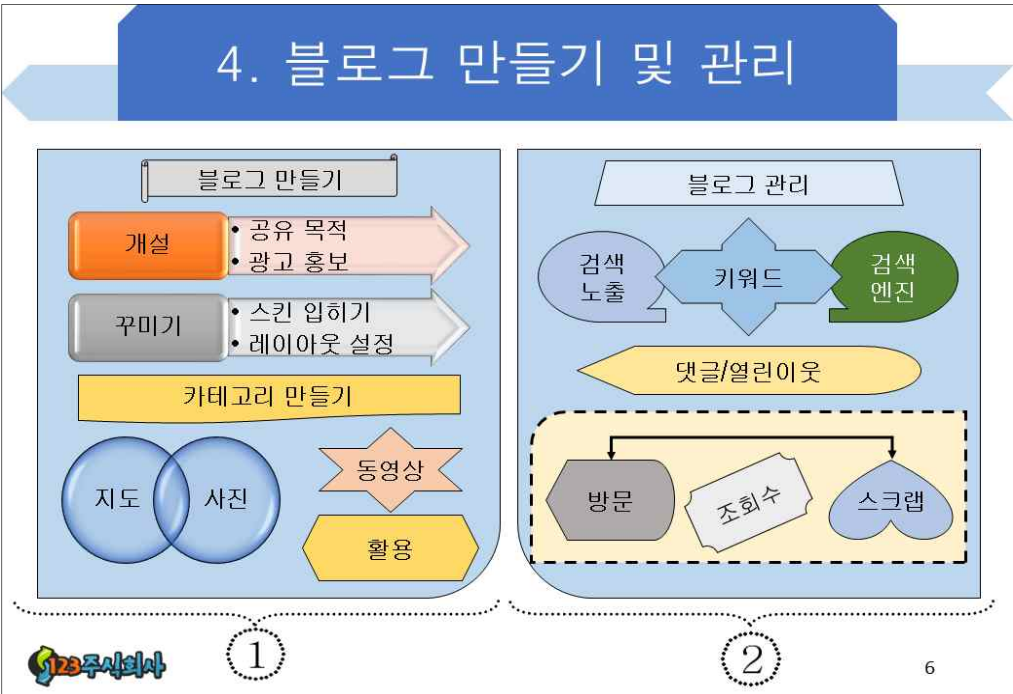 4. 블로그 만들기 및 관리
블로그 만들기
개설
• 공유 목적
• 광고 홍보
꾸미기
• 스킨 입히기
• 레이아웃 설정
카테고리 만들기
지도
사진
동영상
활용
1
블로그 관리
검색
노출
키워드
검색
엔진
댓글/열린이웃
방문
조회수
스크랩
2
123주식회사
6